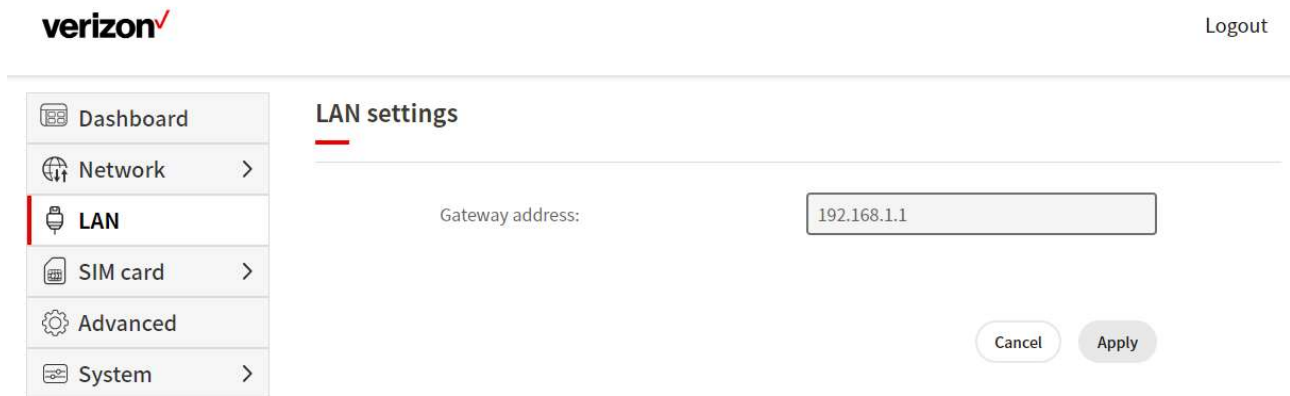 verizon
Logout
Dashboard
Network
LAN
SIM card
Advanced
System
LAN settings
Gateway address:
192.168.1.1
Cancel
Apply